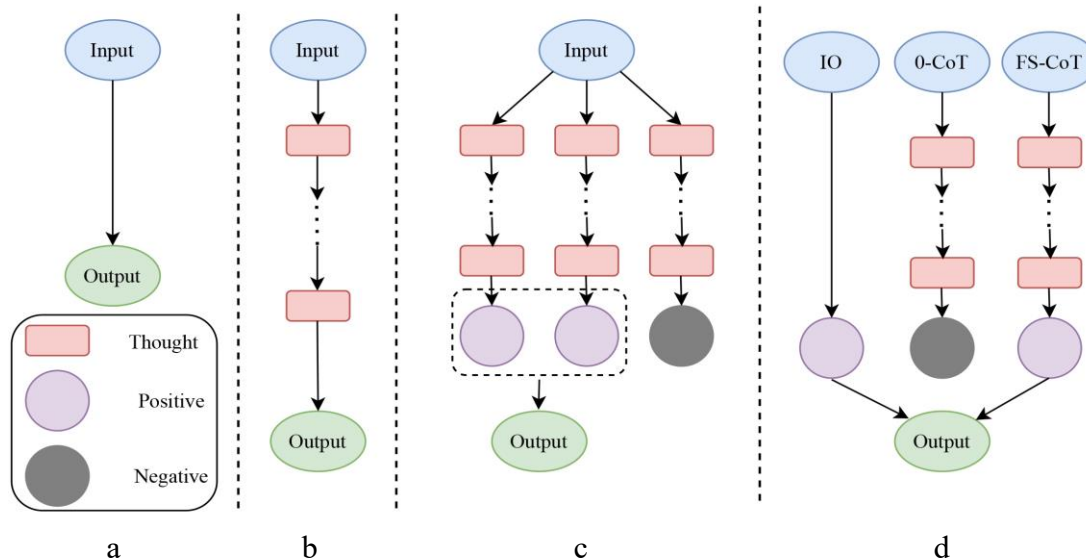 Input
Output
Thought
Positive
Negative
a
Input
Output
b
Input
Output
c
IO
0-CoT
FS-CoT
Output
d